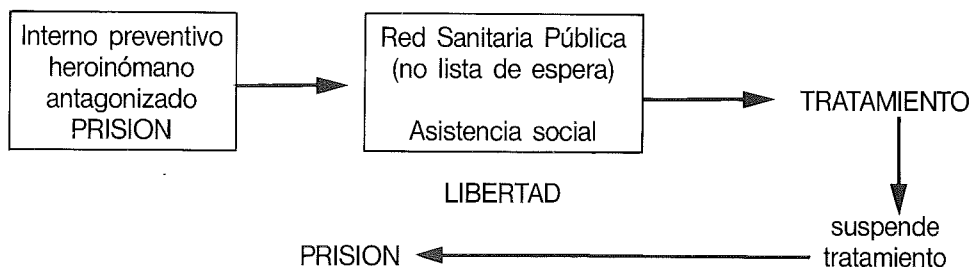 Interno preventivo
heroinómano
antagonizado
PRISION
Red Sanitaria Pública
(no lista de espera)
Asistencia social
TRATAMIENTO
LIBERTAD
suspende
tratamiento
PRISION